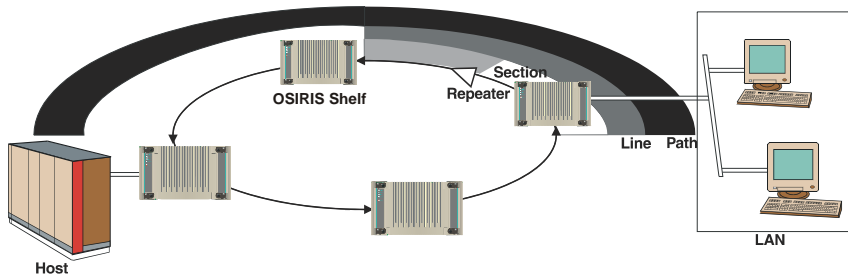 Section
Repeater
OSIRIS Shelf
Line
Path
LAN
Host